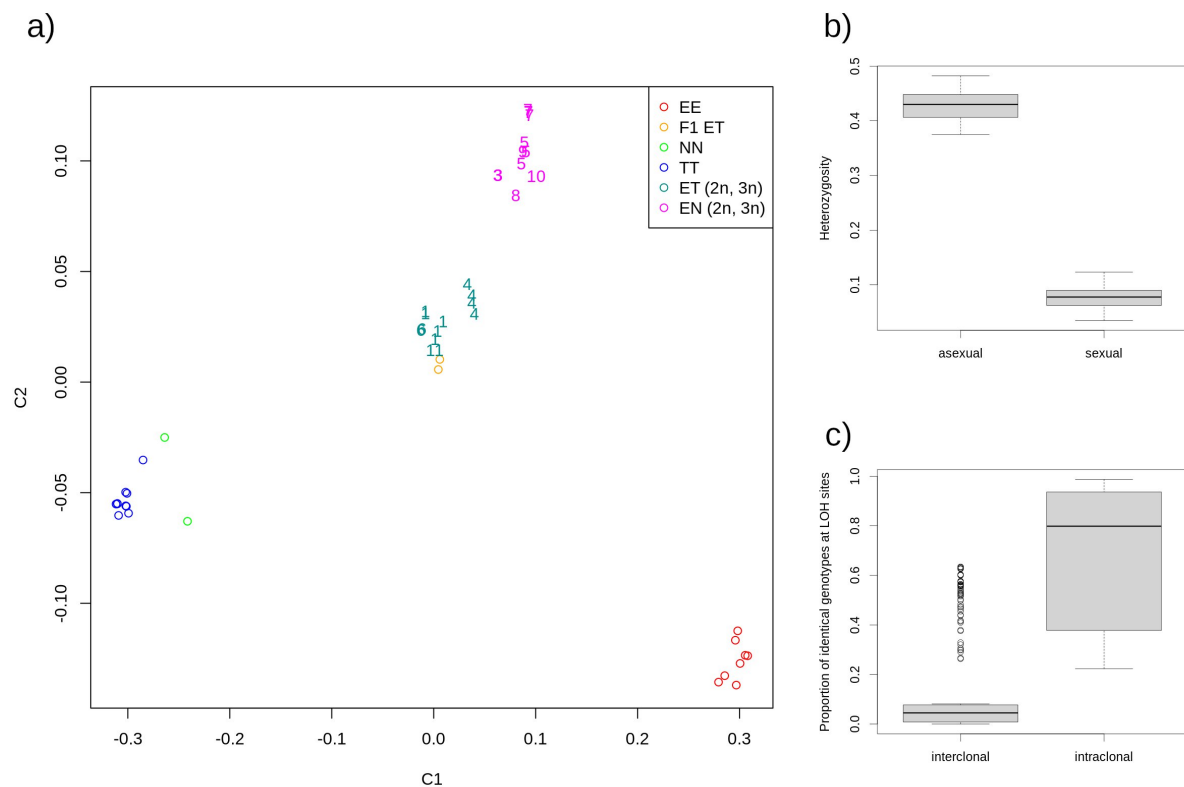 a)
C2
0.10
0.05
0.00
-0.05
-0.10
-0.3
-0.2
-0.1
0.0
0.1
0.2
0.3
C1
EE
F1 ET
NN
TT
ET (2n, 3n)
EN (2n, 3n)
7
5
5
5
3
10
8
4
4
4
4
1
1
6
1
1
11
b)
Heterozygosity
0.5
0.4
0.3
0.2
0.1
asexual
sexual
c)
Proportion of identical genotypes at LOH sites
1.0
0.8
0.6
0.4
0.2
0.0
interclonal
intraclonal